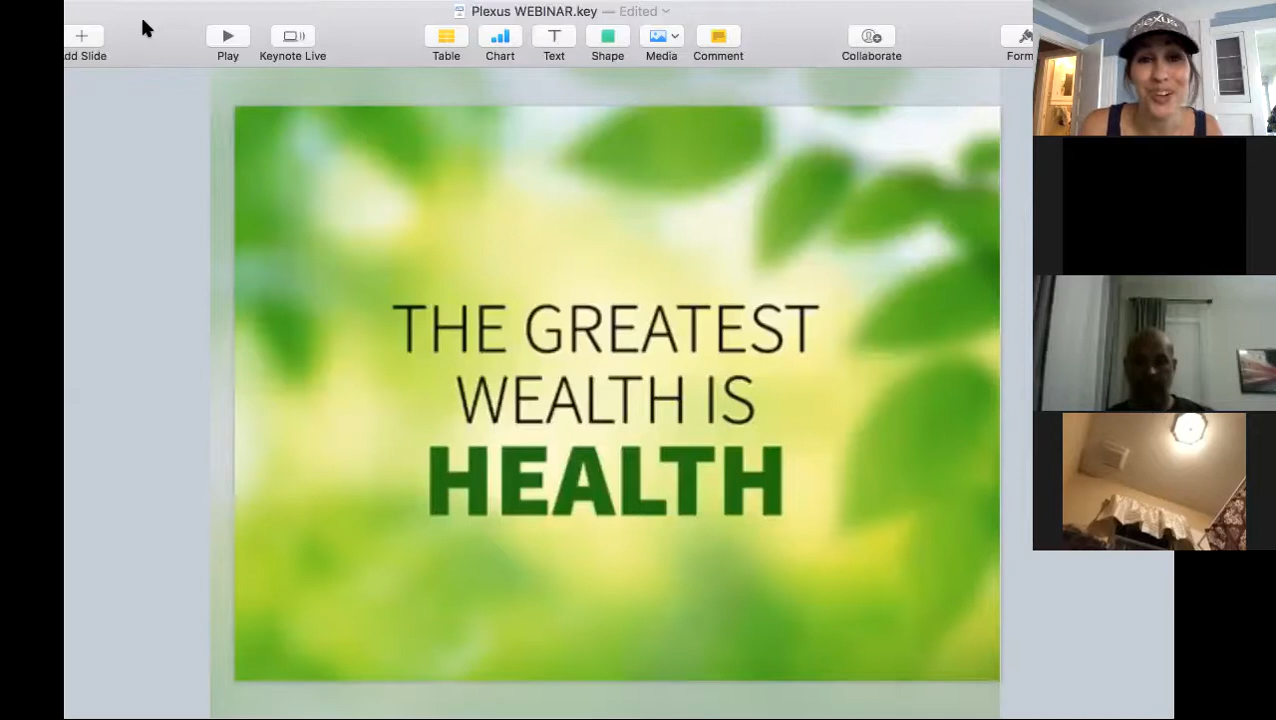 Plexus WEBINAR.key — Edited
dd Slide
Play
Keynote Live
Table
Chart
Text
Shape
Media
Comment
Collaborate
Form
plexus
THE GREATEST
WEALTH IS
HEALTH